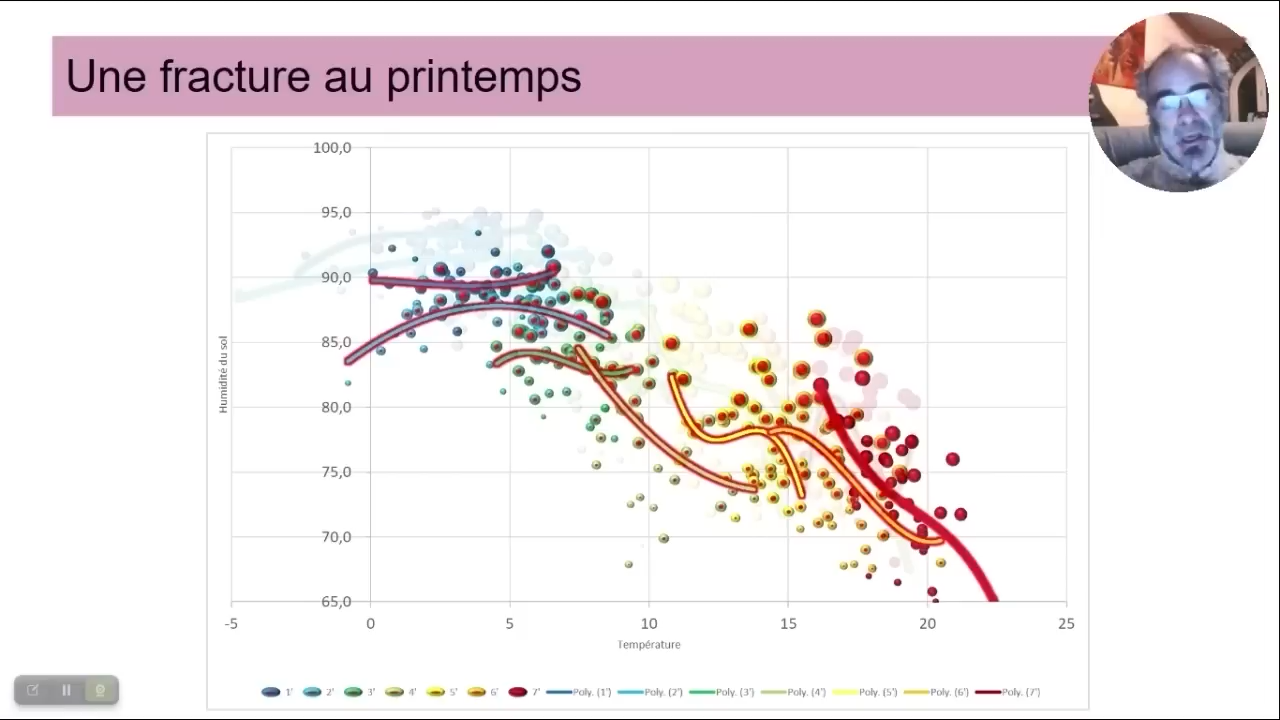 Une fracture au printemps
100,0
95,0
90,0
85,0
80,0
75,0
70,0
65,0
Humidité du sol
-5 0 5 10 15 20 25
Température
1' 2' 3' 4' 5' 6' 7' Poly. (1') Poly. (2') Poly. (3') Poly. (4') Poly. (5') Poly. (6') Poly. (7')